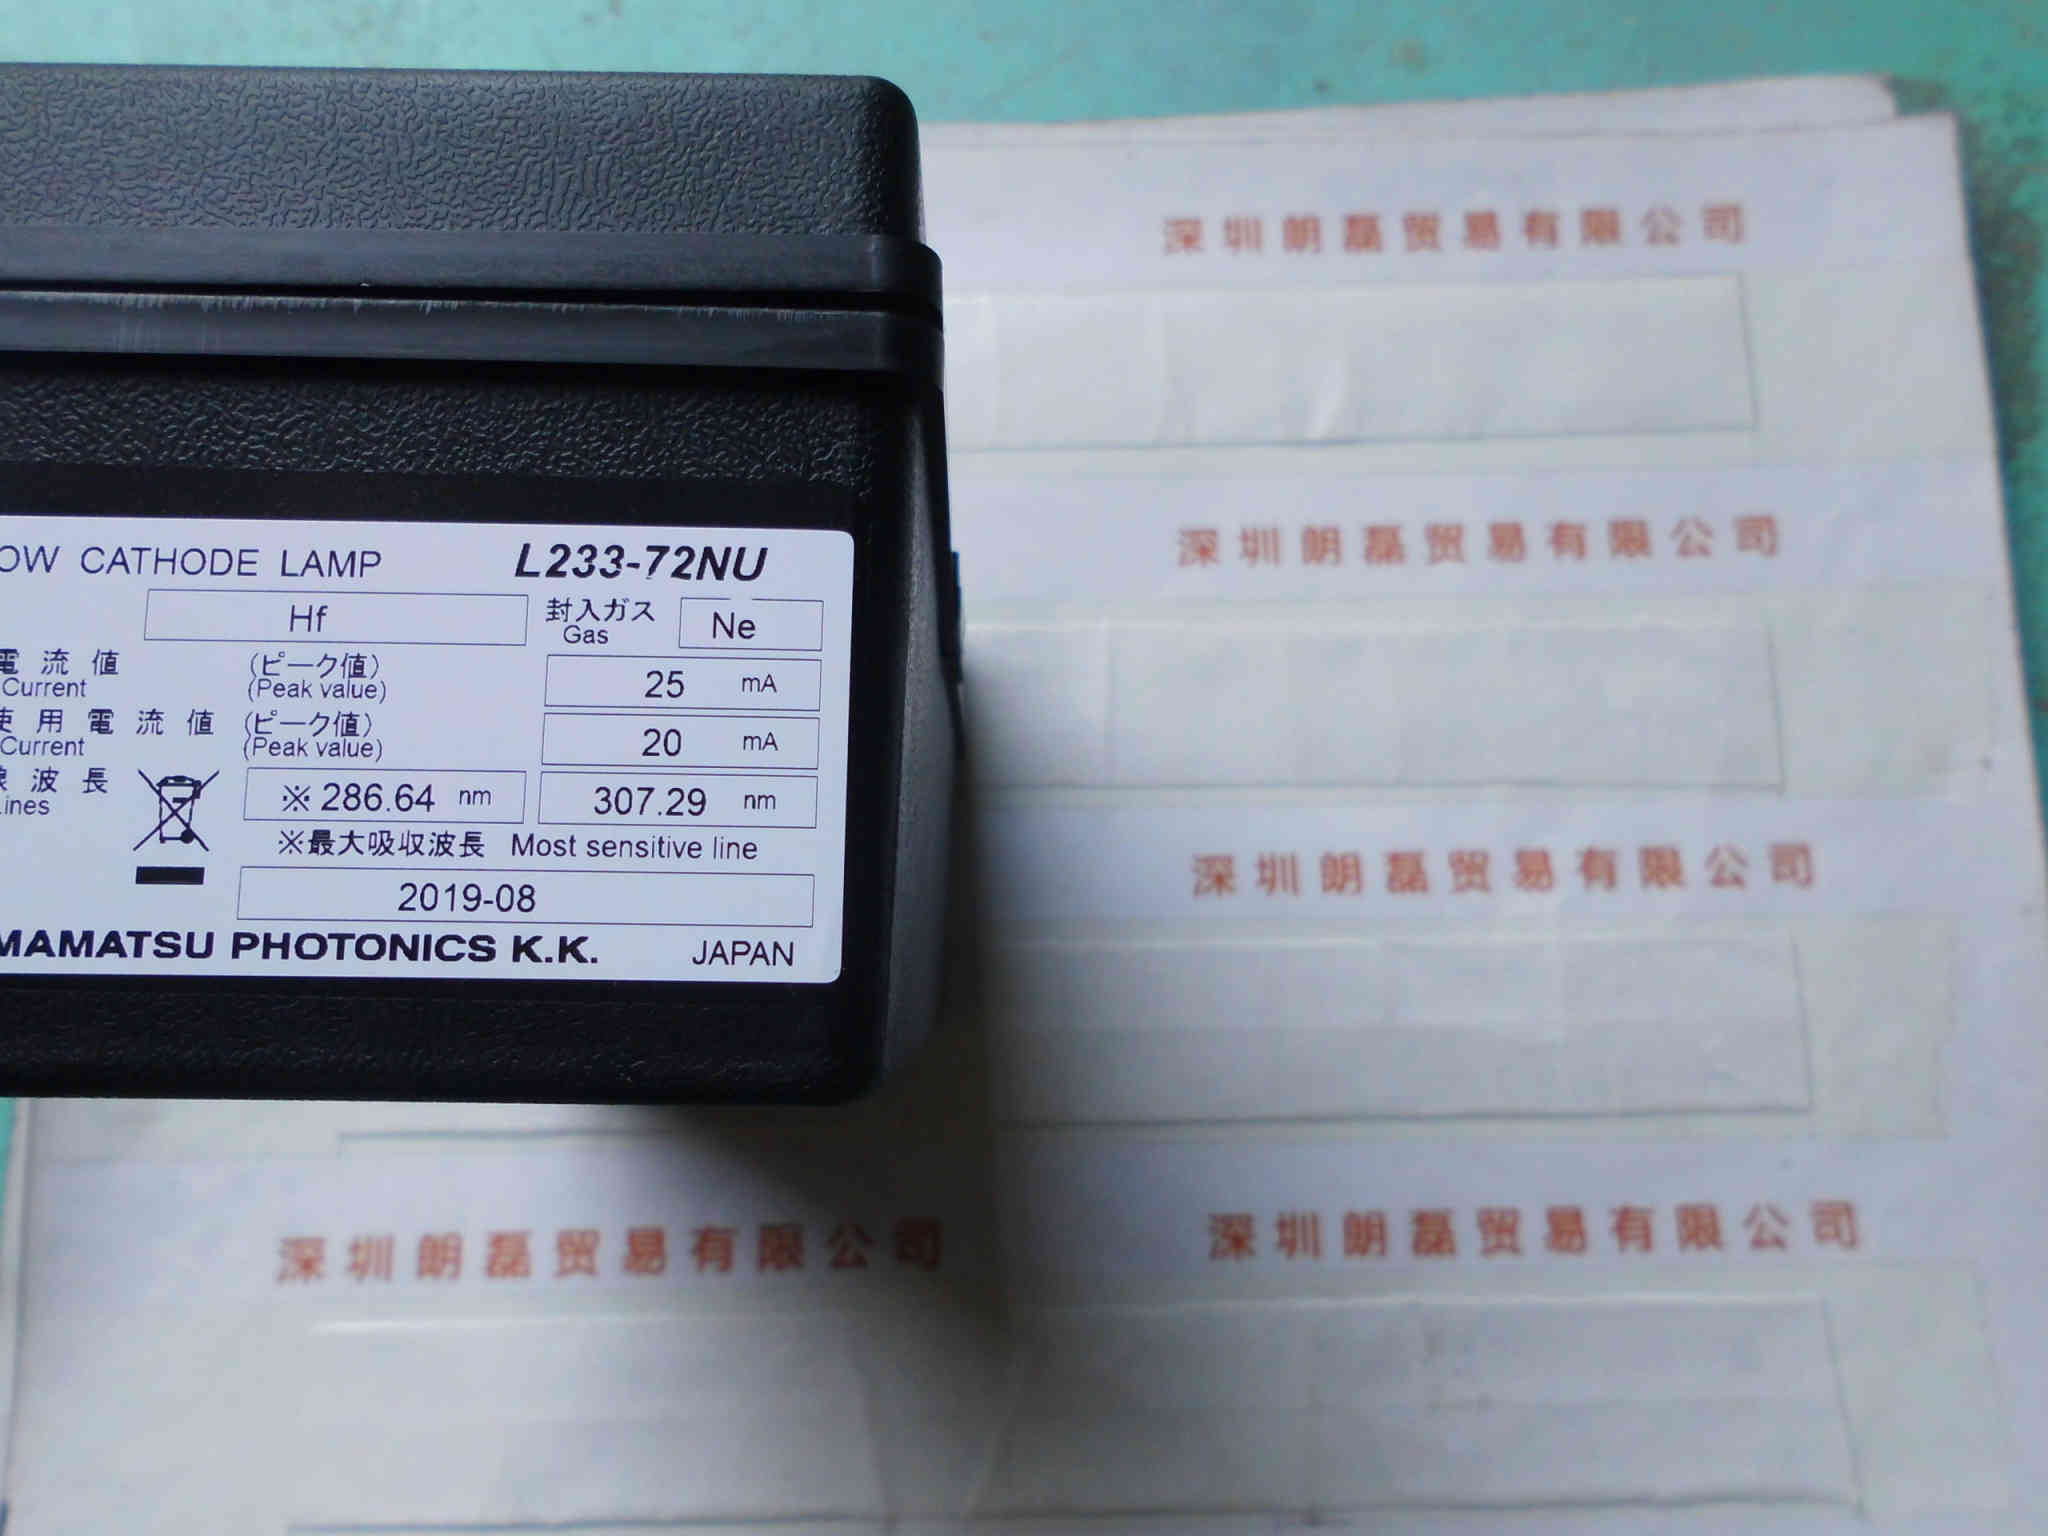 OW CATHODE LAMP L233-72NU
Hf 封入ガス Gas Ne
電流値 (ピーク値)
Current (Peak value) 25 mA
使用電流値 (ピーク値)
Current (Peak value) 20 mA
線波長 ※286.64 nm 307.29 nm
Lines
※最大吸収波長 Most sensitive line
2019-08
MAMATSU PHOTONICS K.K. JAPAN
深圳朗磊贸易有限公司
深圳朗磊贸易有限公司
深圳朗磊贸易有限公司
深圳朗磊贸易有限公司
深圳朗磊贸易有限公司